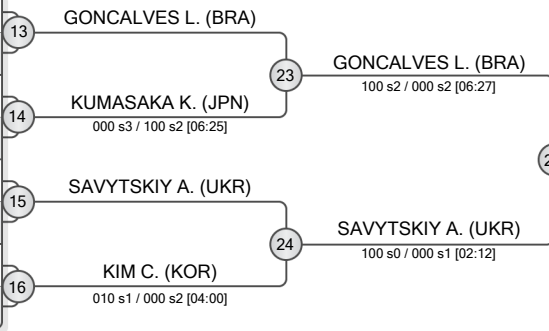 13
GONCALVES L. (BRA)
23
GONCALVES L. (BRA)
100 s2 / 000 s2 [06:27]
14
KUMASAKA K. (JPN)
000 s3 / 100 s2 [06:25]
15
SAVYTSKIY A. (UKR)
24
SAVYTSKIY A. (UKR)
100 s0 / 000 s1 [02:12]
16
KIM C. (KOR)
010 s1 / 000 s2 [04:00]